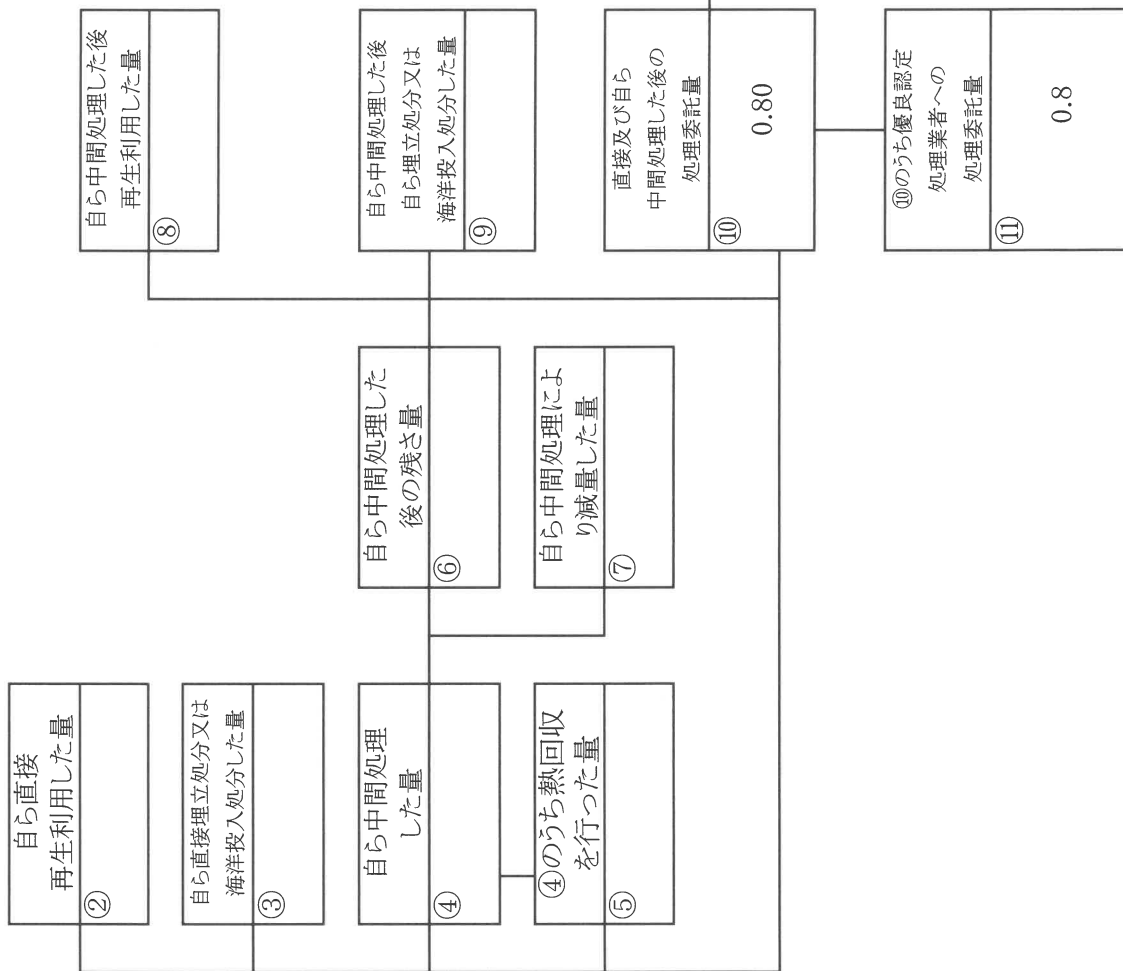 自ら直接
再生利用した量
②
自ら直接埋立処分又は
海洋投入処分した量
③
自ら中間処理
した量
④
④のうち熱回収
を行った量
⑤
自ら中間処理した
後の残さ量
⑥
自ら中間処理によ
り減量した量
⑦
自ら中間処理した後
再生利用した量
⑧
自ら中間処理した後
自ら埋立処分又は
海洋投入処分した量
⑨
直接及び自ら
中間処理した後の
処理委託量
⑩
0.80
⑩のうち優良認定
処理業者への
処理委託量
⑪
0.8